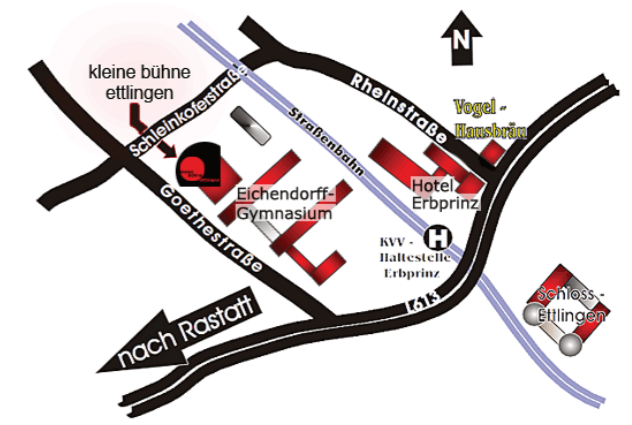 kleine bühne
ettlingen
N
Schleinkoferstraße
Rheinstraße
Straßenbahn
Vogel -
Hausbräu
Eichendorff-
Gymnasium
Hotel
Erbprinz
Goethestraße
H
KVV -
Haltestelle
Erbprinz
L613
Schloss -
Ettlingen
nach Rastatt